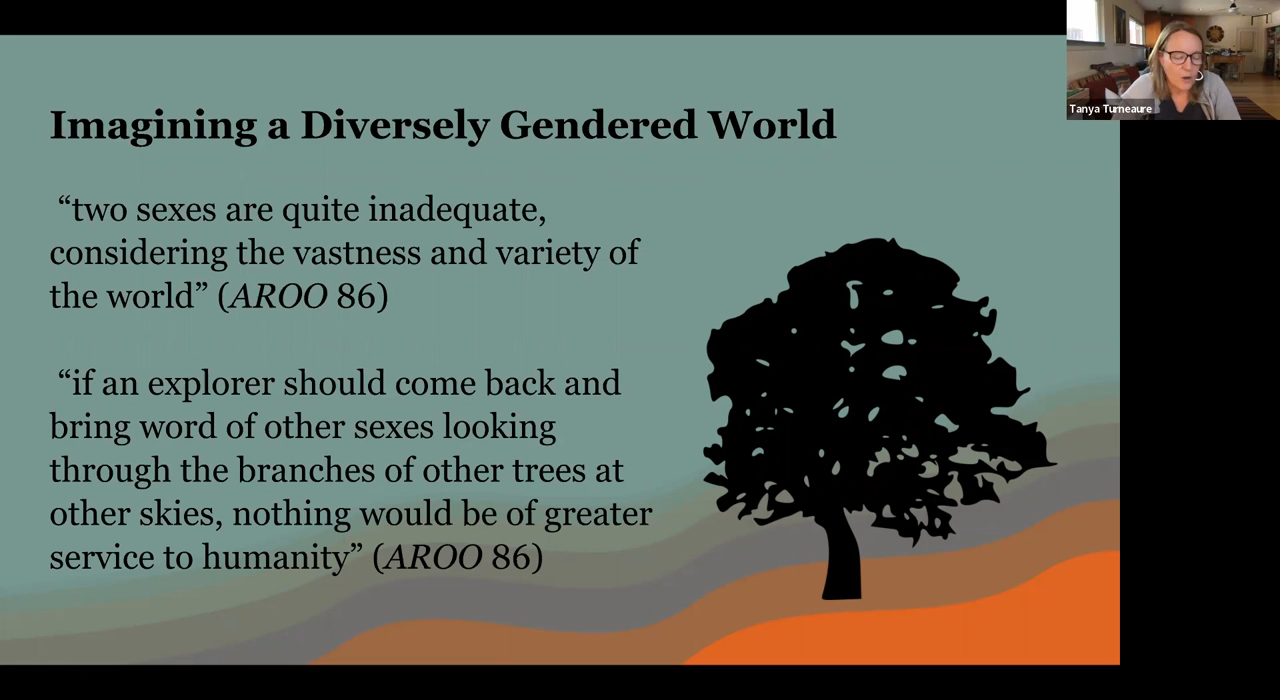 Tanya Turneaure
Imagining a Diversely Gendered World
“two sexes are quite inadequate,
considering the vastness and variety of
the world” (AROO 86)
“if an explorer should come back and
bring word of other sexes looking
through the branches of other trees at
other skies, nothing would be of greater
service to humanity” (AROO 86)